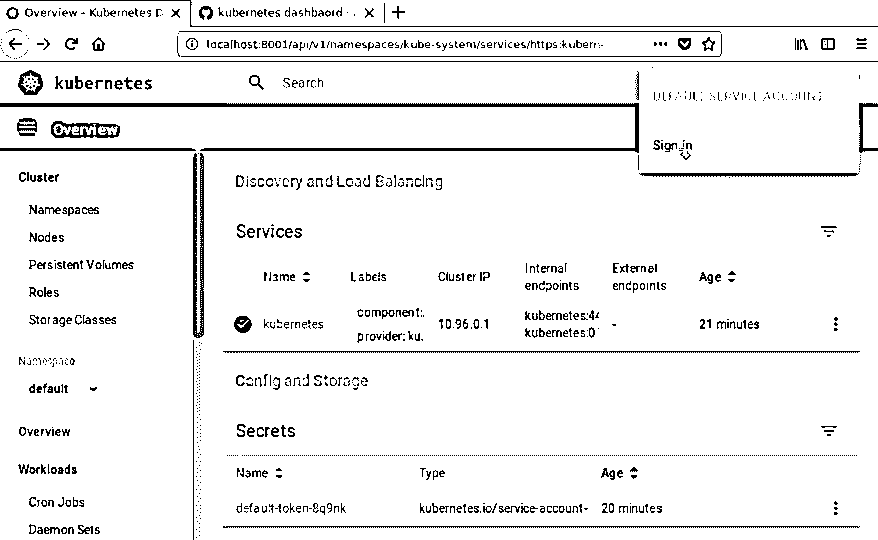 Overview - Kubernetes D
kubernetes dashbaord ·
localhost:8001/api/v1/namespaces/kube-system/services/https:kubern
kubernetes
Search
DEFAULT SERVICE ACCOUNT
Sign in
Overview
Cluster
Namespaces
Nodes
Persistent Volumes
Roles
Storage Classes
Namespace
default
Overview
Workloads
Cron Jobs
Daemon Sets
Discovery and Load Balancing
Services
Name Labels Cluster IP Internal endpoints External endpoints Age
kubernetes component:. provider: ku. 10.96.0.1 kubernetes:44 kubernetes:0 - 21 minutes
Config and Storage
Secrets
Name Type Age
default-token-8q9nk kubernetes.io/service-account- 20 minutes